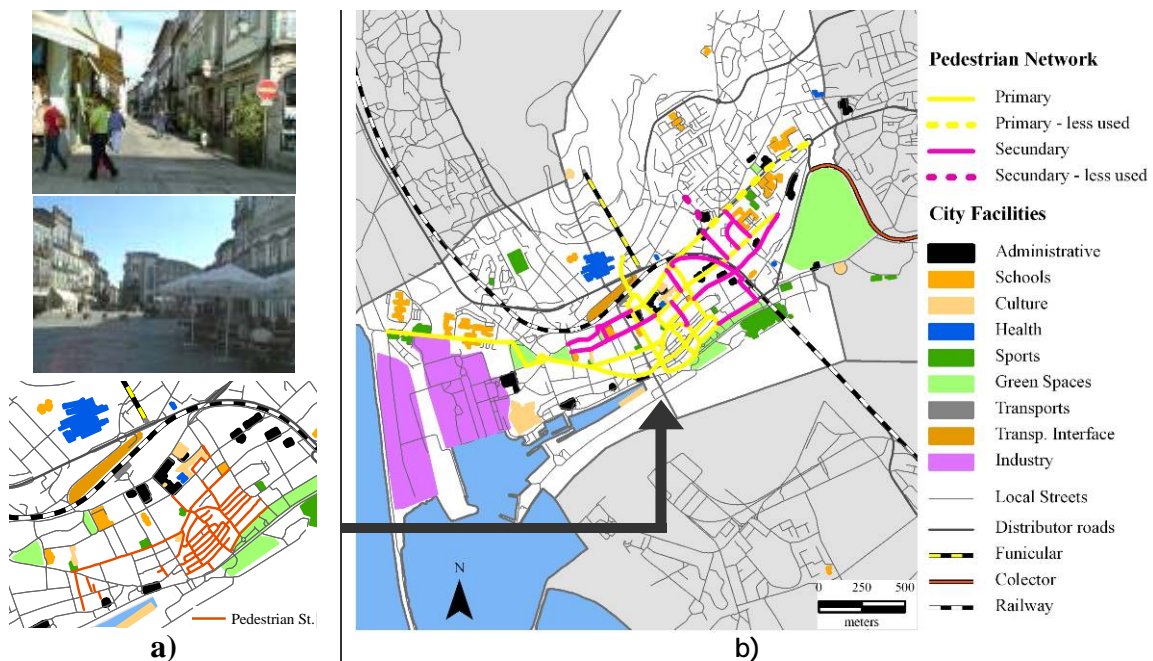 Pedestrian St.
a)
N
0 250 500
meters
b)
Pedestrian Network
Primary
Primary - less used
Secundary
Secundary - less used
City Facilities
Administrative
Schools
Culture
Health
Sports
Green Spaces
Transports
Transp. Interface
Industry
Local Streets
Distributor roads
Funicular
Colector
Railway